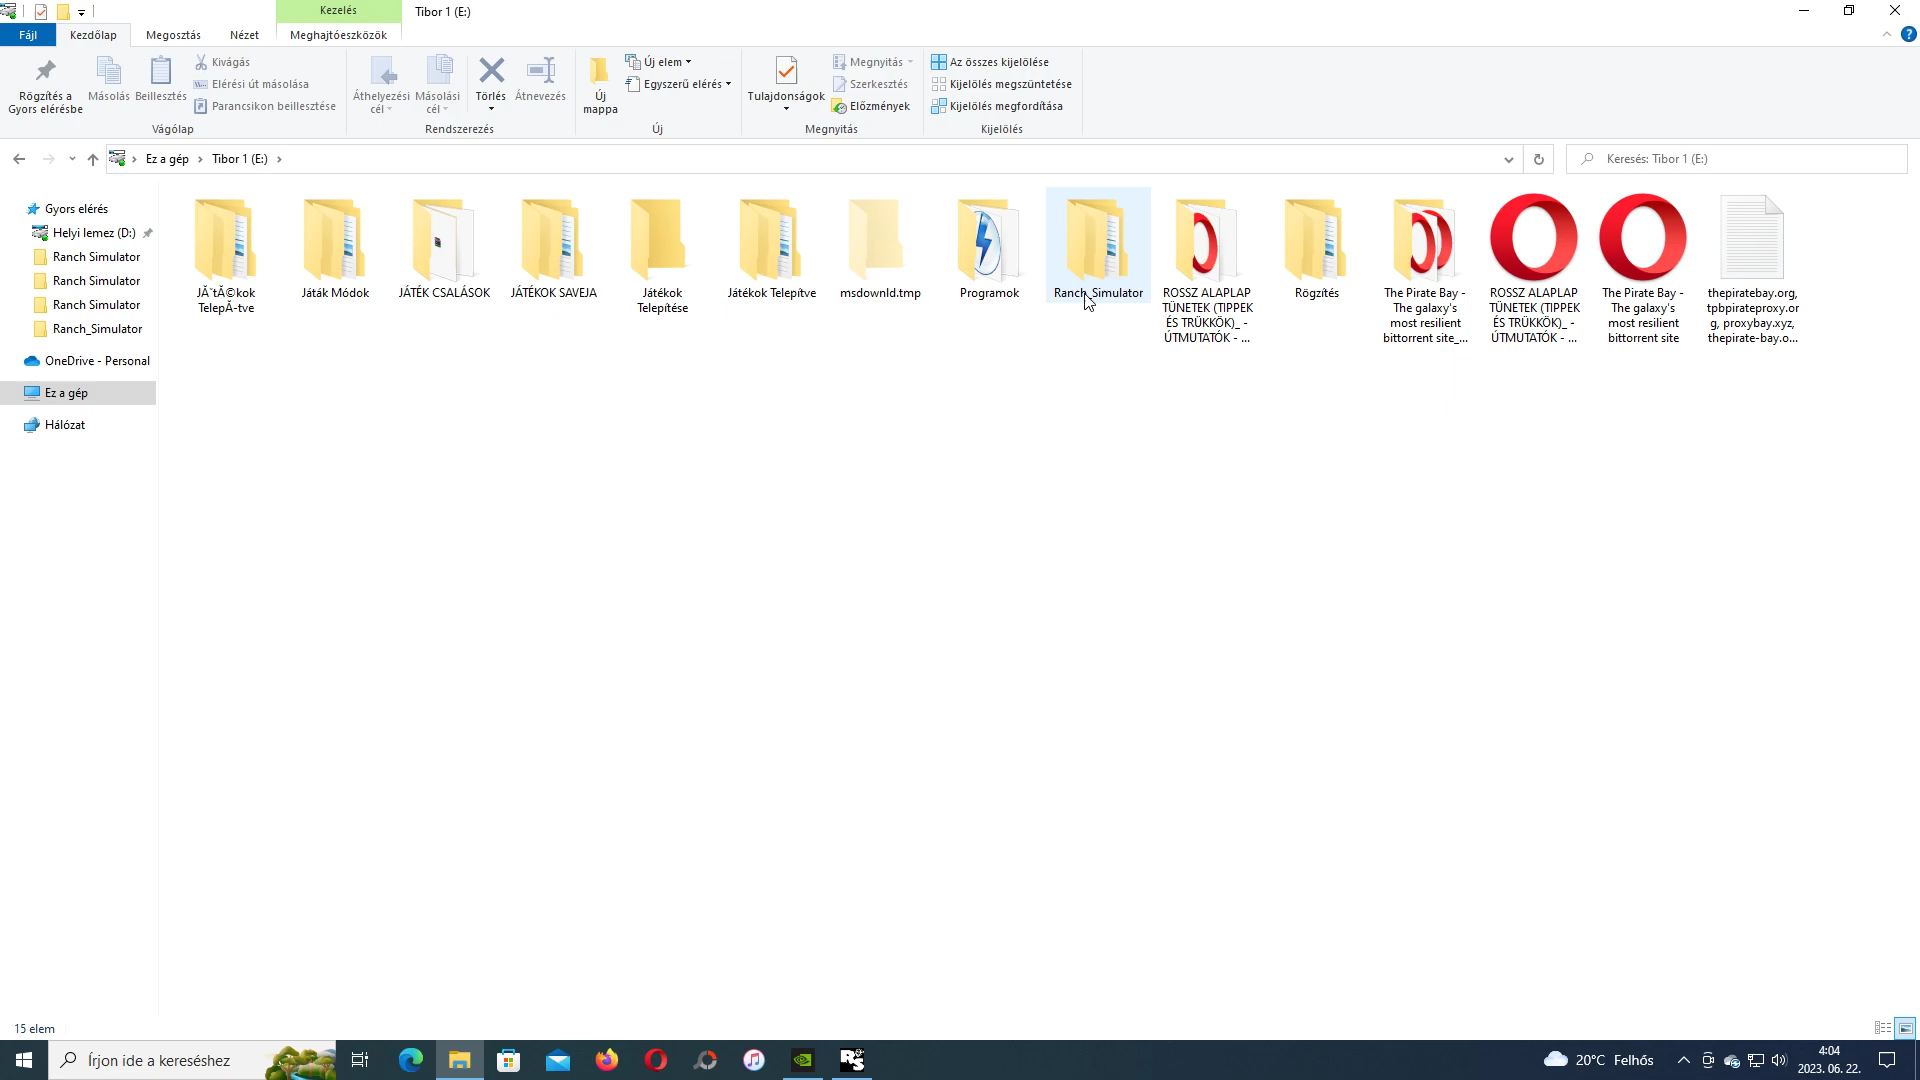 Kezelés
Tibor 1 (E:)
Fájl
Kezdőlap
Megosztás
Nézet
Meghajtóeszközök
Rögzítés a
Gyors elérésbe
Másolás
Beillesztés
Kivágás
Elérési út másolása
Parancsikon beillesztése
Vágólap
Áthelyezési
cél
Másolási
cél
Törlés
Átnevezés
Rendszerezés
Új
mappa
Új elem
Egyszerű elérés
Új
Tulajdonságok
Megnyitás
Szerkesztés
Előzmények
Megnyitás
Az összes kijelölése
Kijelölés megszüntetése
Kijelölés megfordítása
Kijelölés
Ez a gép
Tibor 1 (E:)
Keresés: Tibor 1 (E:)
Gyors elérés
Helyi lemez (D:)
Ranch Simulator
Ranch Simulator
Ranch Simulator
Ranch_Simulator
OneDrive - Personal
Ez a gép
Hálózat
JĂˇtĂ©kok
TelepĂ-tve
Játák Módok
JÁTÉK CSALÁSOK
JÁTÉKOK SAVEJA
Játékok
Telepítése
Játékok Telepítve
msdownld.tmp
Programok
Ranch_Simulator
ROSSZ ALAPLAP
TÜNETEK (TIPPEK
ÉS TRÜKKÖK)_ -
ÚTMUTATÓK - ...
Rögzítés
The Pirate Bay -
The galaxy's
most resilient
bittorrent site_...
ROSSZ ALAPLAP
TÜNETEK (TIPPEK
ÉS TRÜKKÖK)_ -
ÚTMUTATÓK - ...
The Pirate Bay -
The galaxy's
most resilient
bittorrent site
thepiratebay.org,
tpbpirateproxy.or
g, proxybay.xyz,
thepirate-bay.o...
15 elem
Írjon ide a kereséshez
20°C Felhős
4:04
2023. 06. 22.